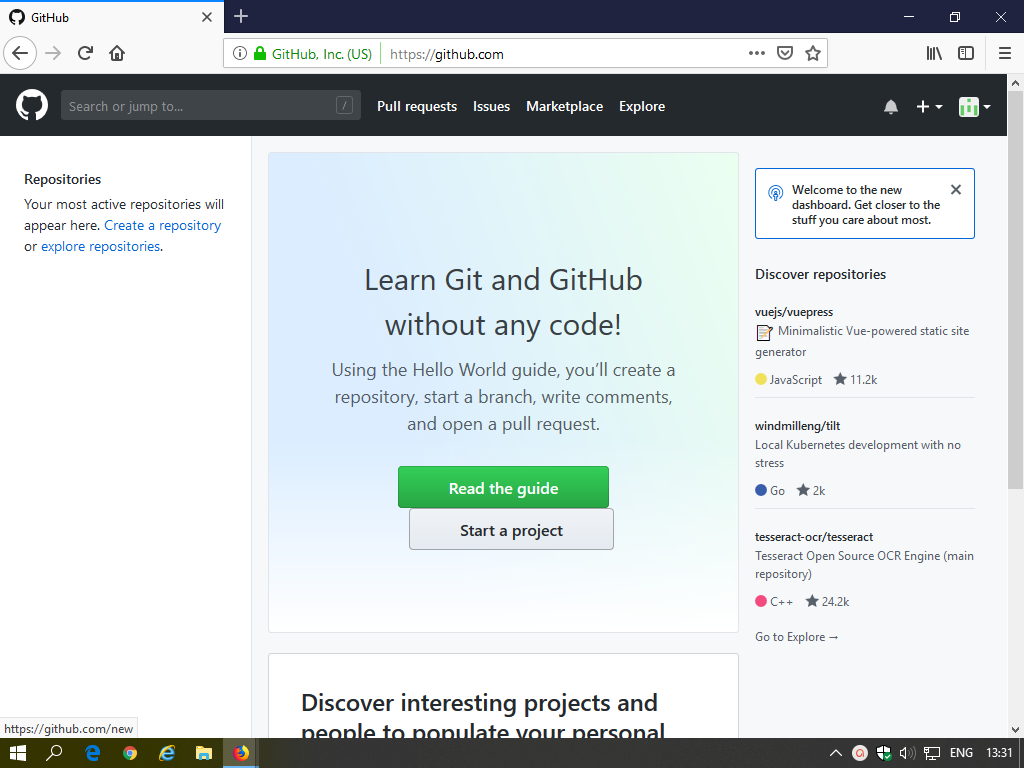 GitHub
GitHub, Inc. (US)
https://github.com
Search or jump to...
/
Pull requests
Issues
Marketplace
Explore
Repositories
Your most active repositories will
appear here. Create a repository
or explore repositories.
Learn Git and GitHub
without any code!
Using the Hello World guide, you’ll create a
repository, start a branch, write comments,
and open a pull request.
Read the guide
Start a project
Discover interesting projects and
people to populate your personal
Welcome to the new
dashboard. Get closer to the
stuff you care about most.
Discover repositories
vuejs/vuepress
Minimalistic Vue-powered static site
generator
JavaScript 11.2k
windmilleng/tilt
Local Kubernetes development with no
stress
Go 2k
tesseract-ocr/tesseract
Tesseract Open Source OCR Engine (main
repository)
C++ 24.2k
Go to Explore →
https://github.com/new
ENG
13:31